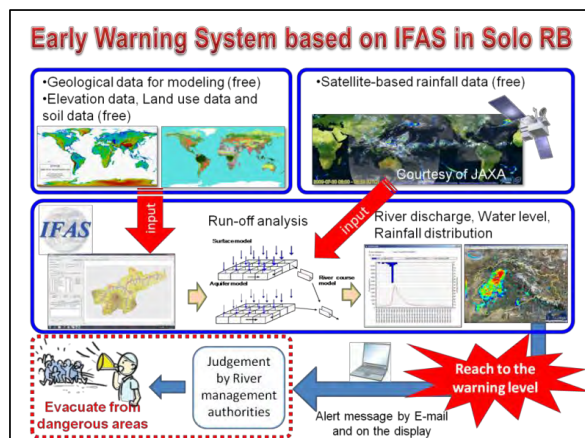 Early Warning System based on IFAS in Solo RB
•Geological data for modeling (free)
•Elevation data, Land use data and
soil data (free)
•Satellite-based rainfall data (free)
Courtesy of JAXA
input
input
IFAS
Run-off analysis
River discharge, Water level,
Rainfall distribution
Surface model
Aquifer model
River course
model
Reach to the
warning level
Judgement
by River
management
authorities
Evacuate from
dangerous areas
Alert message by E-mail
and on the display